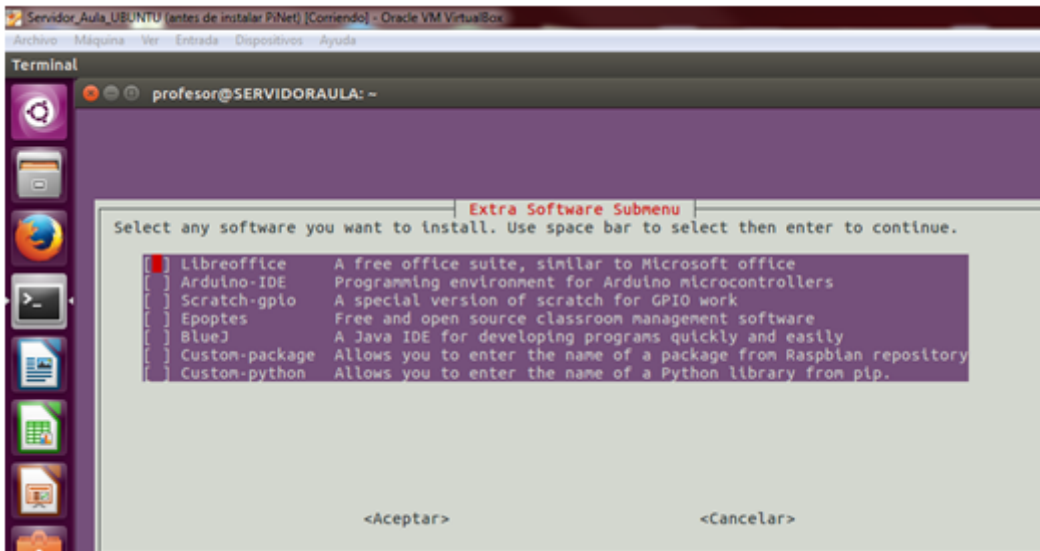 Servidor_Aula_UBUNTU (antes de instalar PiNet) [Corriendo] - Oracle VM VirtualBox
Archivo Máquina Ver Entrada Dispositivos Ayuda
Terminal
profesor@SERVIDORAULA: ~
Extra Software Submenu
Select any software you want to install. Use space bar to select then enter to continue.
[ ] Libreoffice A free office suite, similar to Microsoft office
[ ] Arduino-IDE Programming environment for Arduino microcontrollers
[ ] Scratch-gpio A special version of scratch for GPIO work
[ ] Epoptes Free and open source classroom management software
[ ] BlueJ A Java IDE for developing programs quickly and easily
[ ] Custom-package Allows you to enter the name of a package from Raspbian repository
[ ] Custom-python Allows you to enter the name of a Python library from pip.
<Aceptar> <Cancelar>